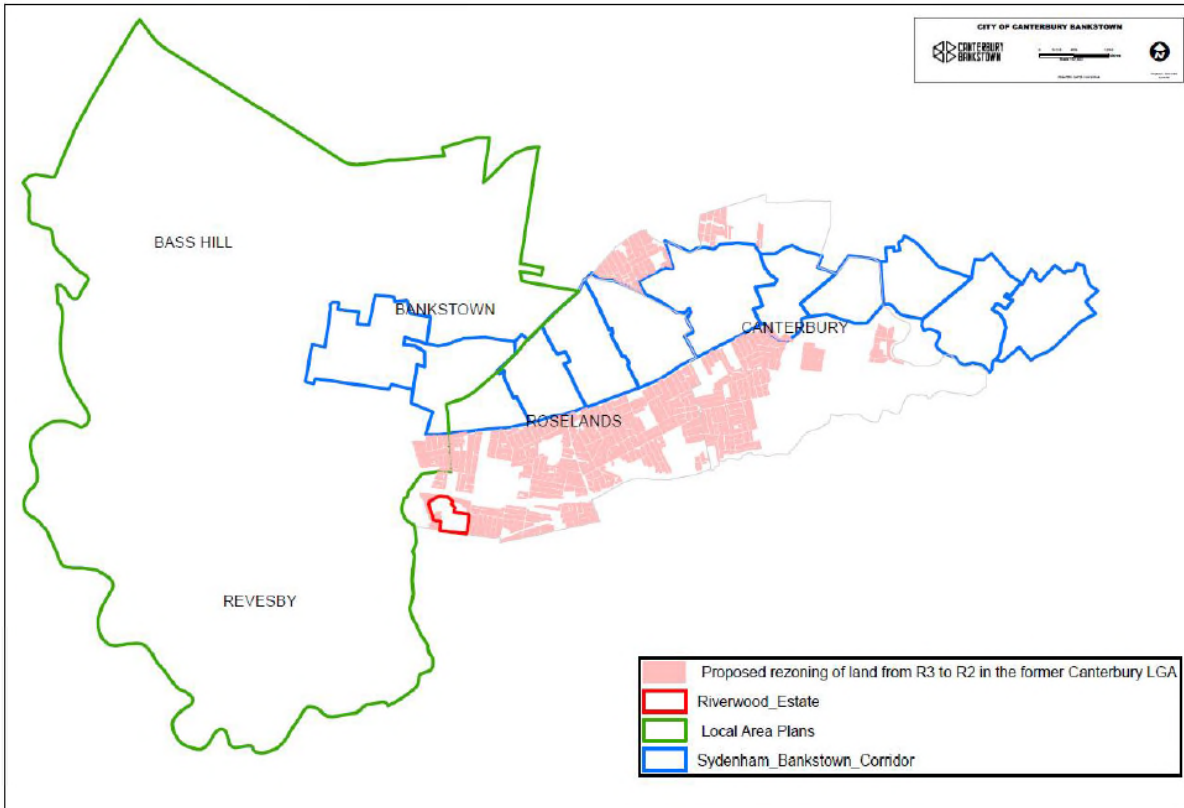 CITY OF CANTERBURY BANKSTOWN
CANTERBURY
BANKSTOWN
N
BASS HILL
BANKSTOWN
CANTERBURY
ROSELANDS
REVESBY
Proposed rezoning of land from R3 to R2 in the former Canterbury LGA
Riverwood_Estate
Local Area Plans
Sydenham_Bankstown_Corridor